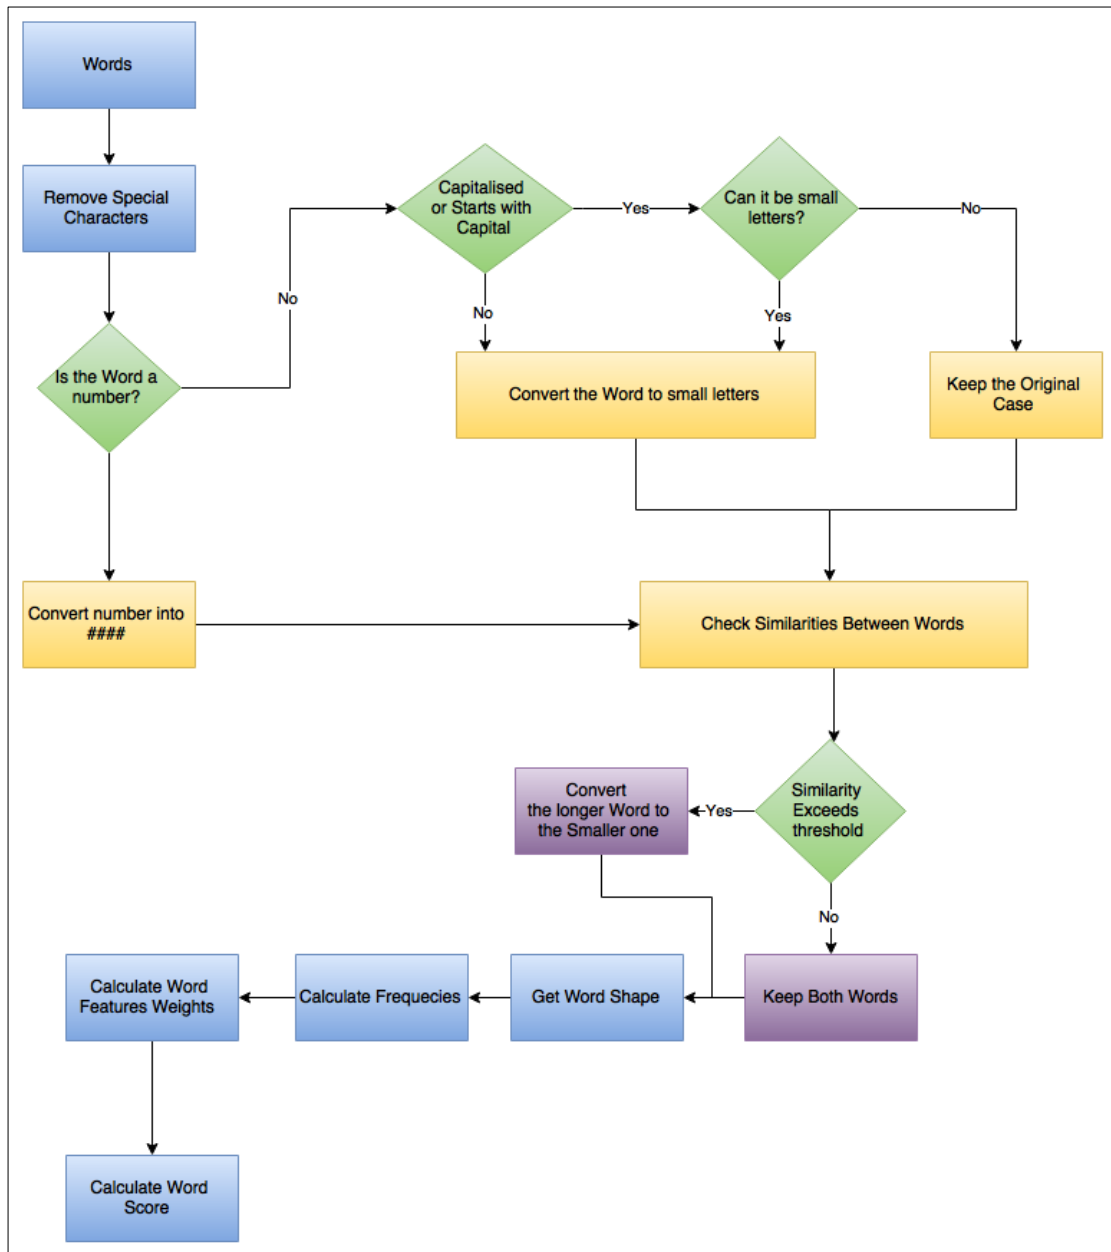 Words
Remove Special
Characters
Is the Word a
number?
No
Capitalised
or Starts with
Capital
Yes
Can it be small
letters?
No
No
Yes
Convert the Word to small letters
Keep the Original
Case
Convert number into
####
Check Similarities Between Words
Similarity
Exceeds
threshold
Yes
Convert
the longer Word to
the Smaller one
No
Keep Both Words
Get Word Shape
Calculate Frequecies
Calculate Word
Features Weights
Calculate Word
Score